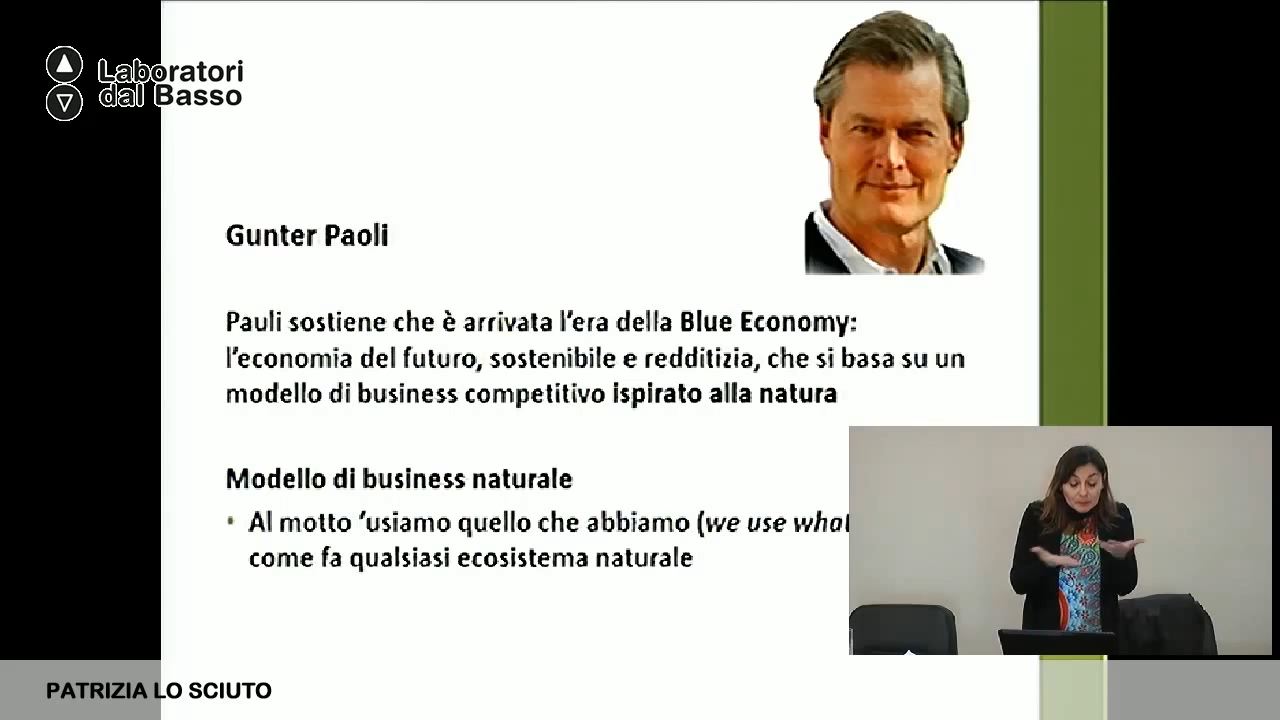 Laboratori
dal Basso
Gunter Paoli
Pauli sostiene che è arrivata l'era della Blue Economy:
l'economia del futuro, sostenibile e redditizia, che si basa su un
modello di business competitivo ispirato alla natura
Modello di business naturale
• Al motto 'usiamo quello che abbiamo (we use what
come fa qualsiasi ecosistema naturale
PATRIZIA LO SCIUTO